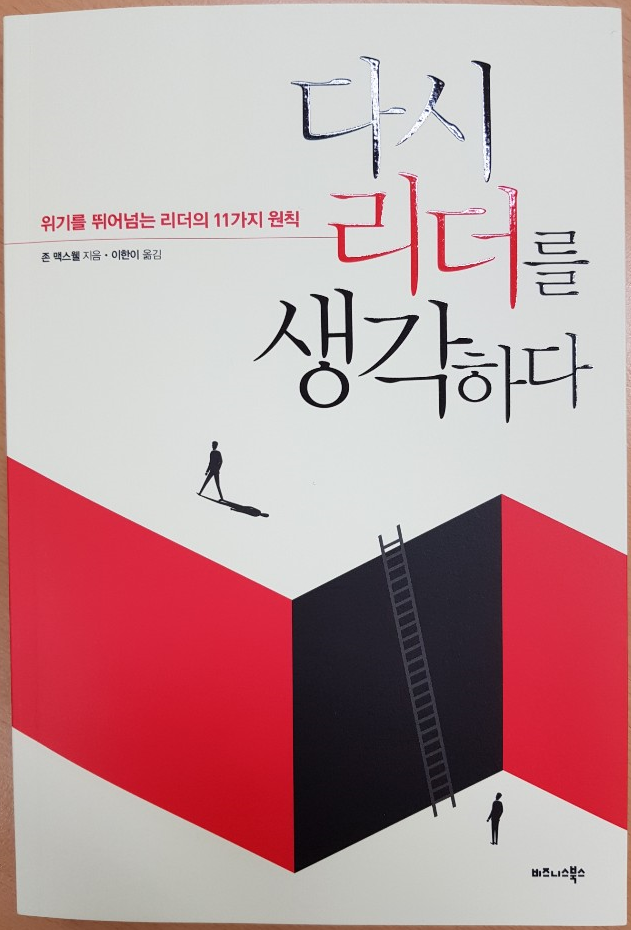 다시
리더를
생각하다
위기를 뛰어넘는 리더의 11가지 원칙
존 맥스웰 지음 • 이한이 옮김
비즈니스북스